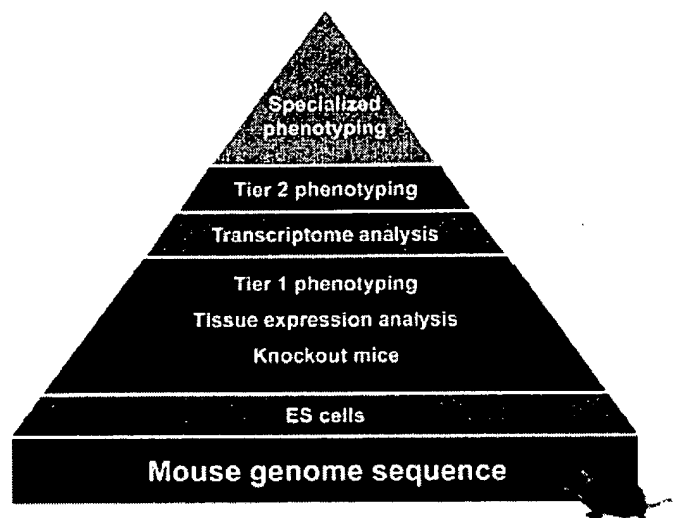 Specialized
phenotyping
Tier 2 phenotyping
Transcriptome analysis
Tier 1 phenotyping
Tissue expression analysis
Knockout mice
ES cells
Mouse genome sequence